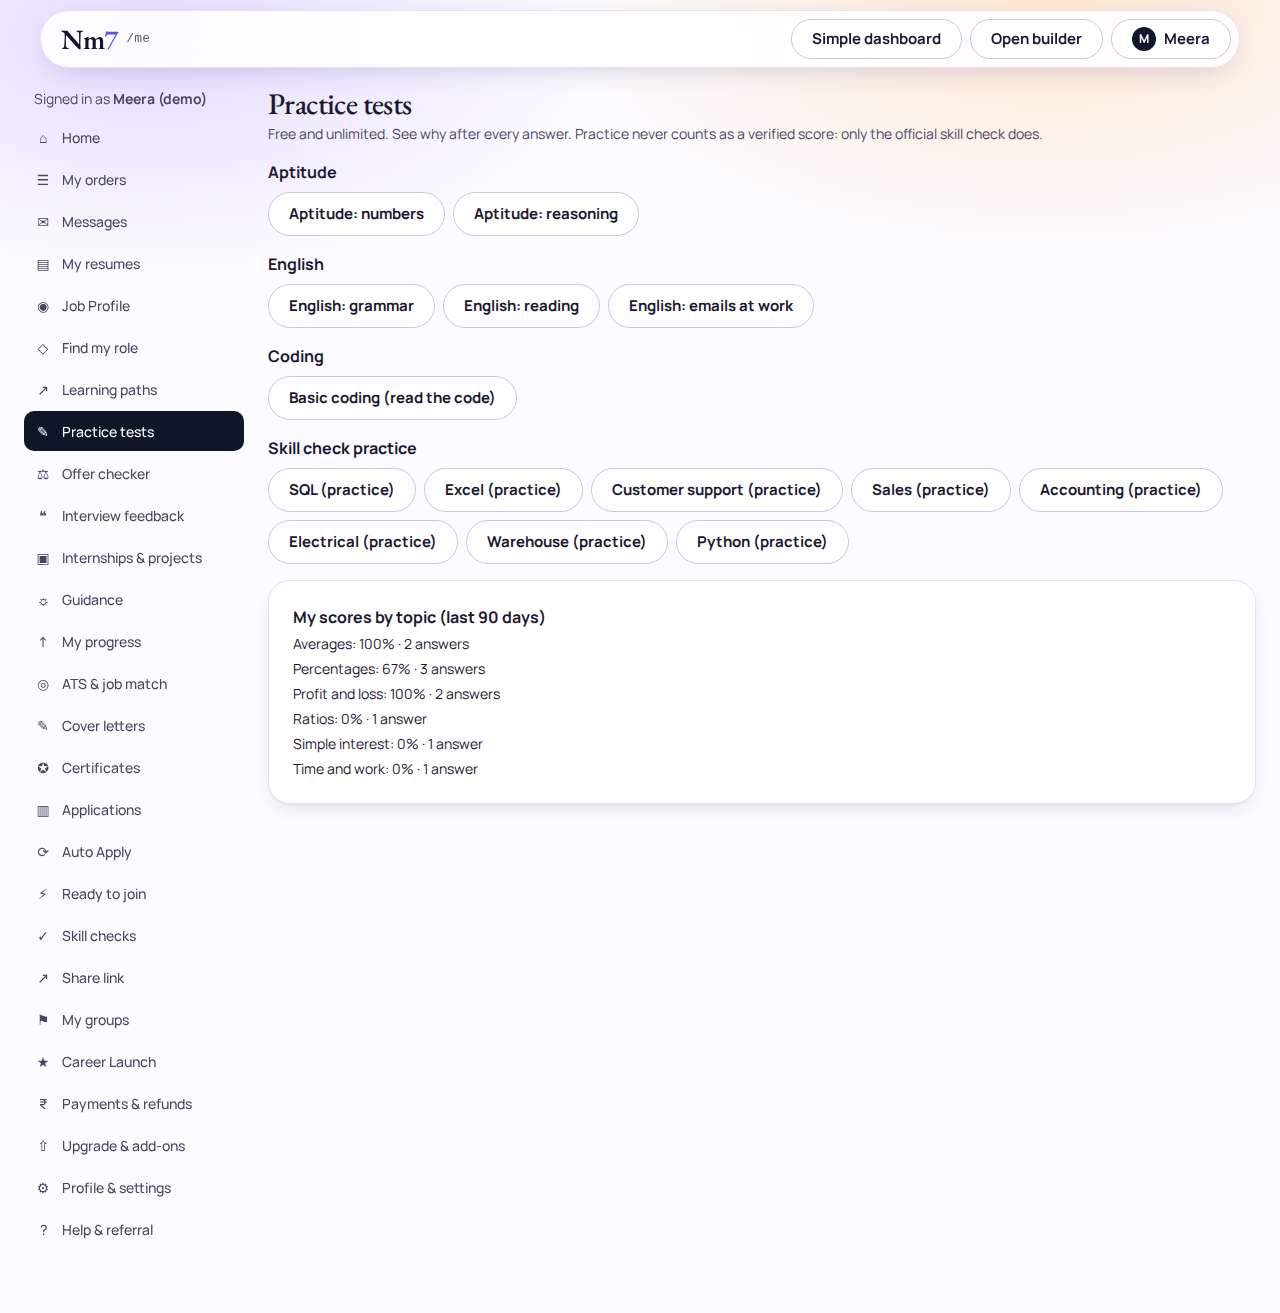 Nm7 /me
Simple dashboard
Open builder
M Meera
Signed in as Meera (demo)
Home
My orders
Messages
My resumes
Job Profile
Find my role
Learning paths
Practice tests
Offer checker
Interview feedback
Internships & projects
Guidance
My progress
ATS & job match
Cover letters
Certificates
Applications
Auto Apply
Ready to join
Skill checks
Share link
My groups
Career Launch
₹ Payments & refunds
Upgrade & add-ons
Profile & settings
? Help & referral
Practice tests
Free and unlimited. See why after every answer. Practice never counts as a verified score: only the official skill check does.
Aptitude
Aptitude: numbers
Aptitude: reasoning
English
English: grammar
English: reading
English: emails at work
Coding
Basic coding (read the code)
Skill check practice
SQL (practice)
Excel (practice)
Customer support (practice)
Sales (practice)
Accounting (practice)
Electrical (practice)
Warehouse (practice)
Python (practice)
My scores by topic (last 90 days)
Averages: 100% · 2 answers
Percentages: 67% · 3 answers
Profit and loss: 100% · 2 answers
Ratios: 0% · 1 answer
Simple interest: 0% · 1 answer
Time and work: 0% · 1 answer